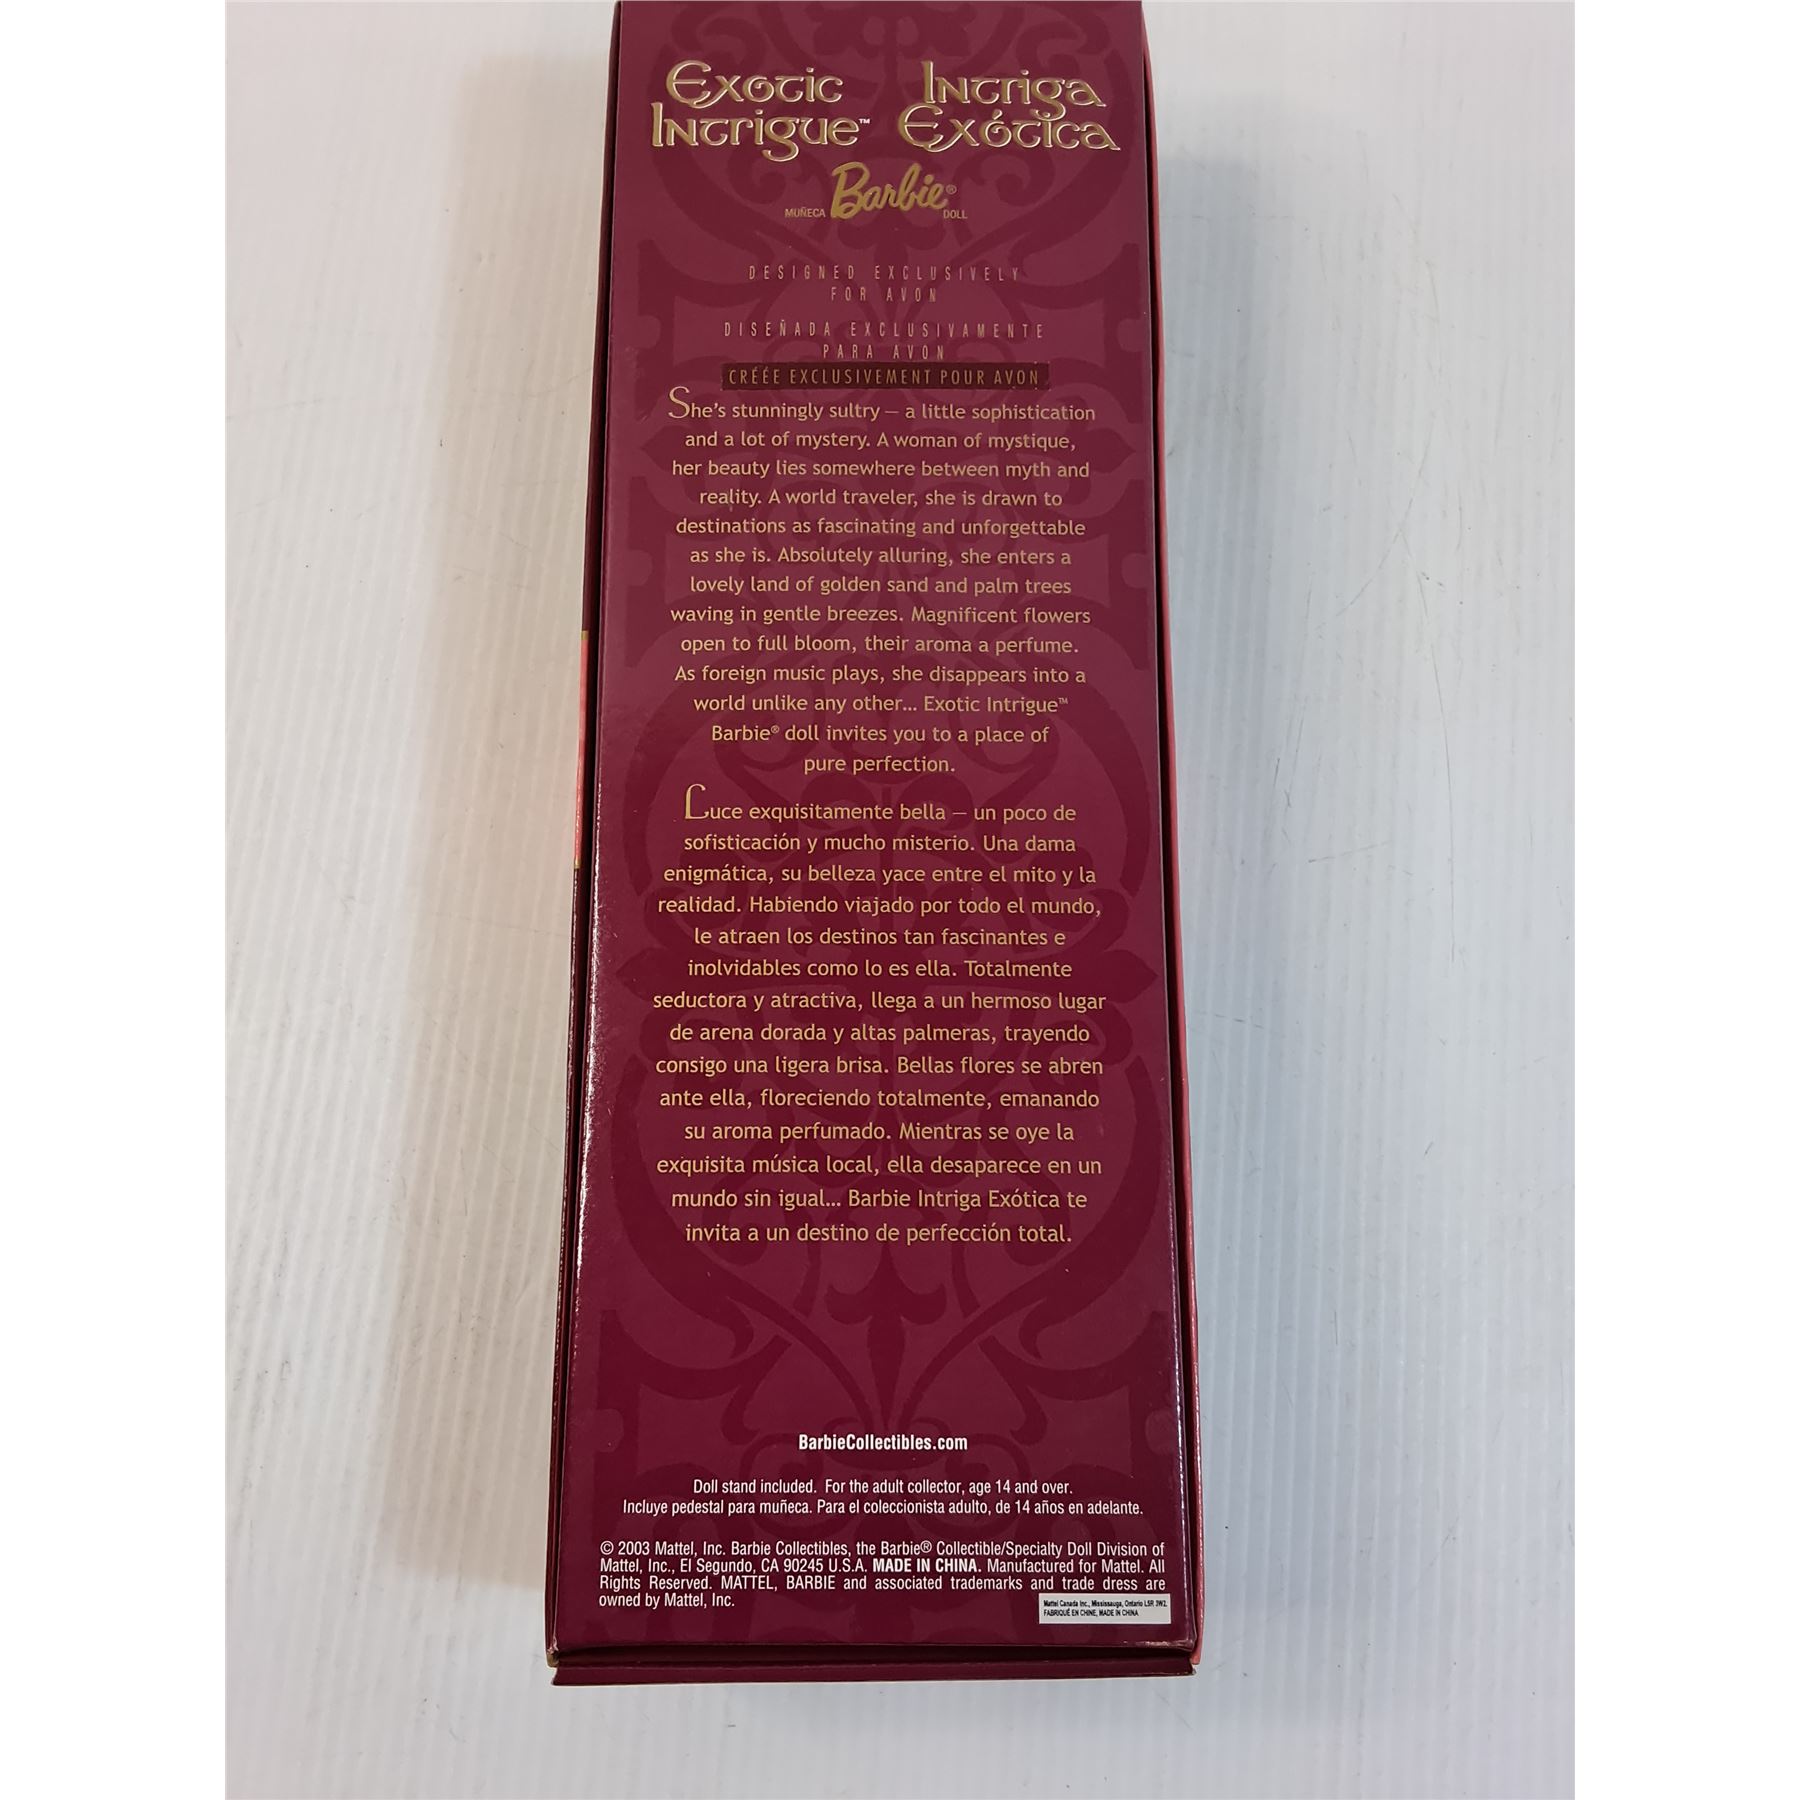 Exotic Intrigue™
Intriga Exótica
MUÑECA Barbie® DOLL
DESIGNED EXCLUSIVELY
FOR AVON
DISEÑADA EXCLUSIVAMENTE
PARA AVON
CRÉÉE EXCLUSIVEMENT POUR AVON
She's stunningly sultry – a little sophistication
and a lot of mystery. A woman of mystique,
her beauty lies somewhere between myth and
reality. A world traveler, she is drawn to
destinations as fascinating and unforgettable
as she is. Absolutely alluring, she enters a
lovely land of golden sand and palm trees
waving in gentle breezes. Magnificent flowers
open to full bloom, their aroma a perfume.
As foreign music plays, she disappears into a
world unlike any other... Exotic Intrigue™
Barbie® doll invites you to a place of
pure perfection.
Luce exquisitamente bella – un poco de
sofisticación y mucho misterio. Una dama
enigmática, su belleza yace entre el mito y la
realidad. Habiendo viajado por todo el mundo,
le atraen los destinos tan fascinantes e
inolvidables como lo es ella. Totalmente
seductora y atractiva, llega a un hermoso lugar
de arena dorada y altas palmeras, trayendo
consigo una ligera brisa. Bellas flores se abren
ante ella, floreciendo totalmente, emanando
su aroma perfumado. Mientras se oye la
exquisita música local, ella desaparece en un
mundo sin igual... Barbie Intriga Exótica te
invita a un destino de perfección total.
BarbieCollectibles.com
Doll stand included. For the adult collector, age 14 and over.
Incluye pedestal para muñeca. Para el coleccionista adulto, de 14 años en adelante.
© 2003 Mattel, Inc. Barbie Collectibles, the Barbie® Collectible/Specialty Doll Division of
Mattel, Inc., El Segundo, CA 90245 U.S.A. MADE IN CHINA. Manufactured for Mattel. All
Rights Reserved. MATTEL, BARBIE and associated trademarks and trade dress are
owned by Mattel, Inc.
Mattel Canada Inc., Mississauga, Ontario L5R 3W2.
FABRIQUÉ EN CHINE, MADE IN CHINA